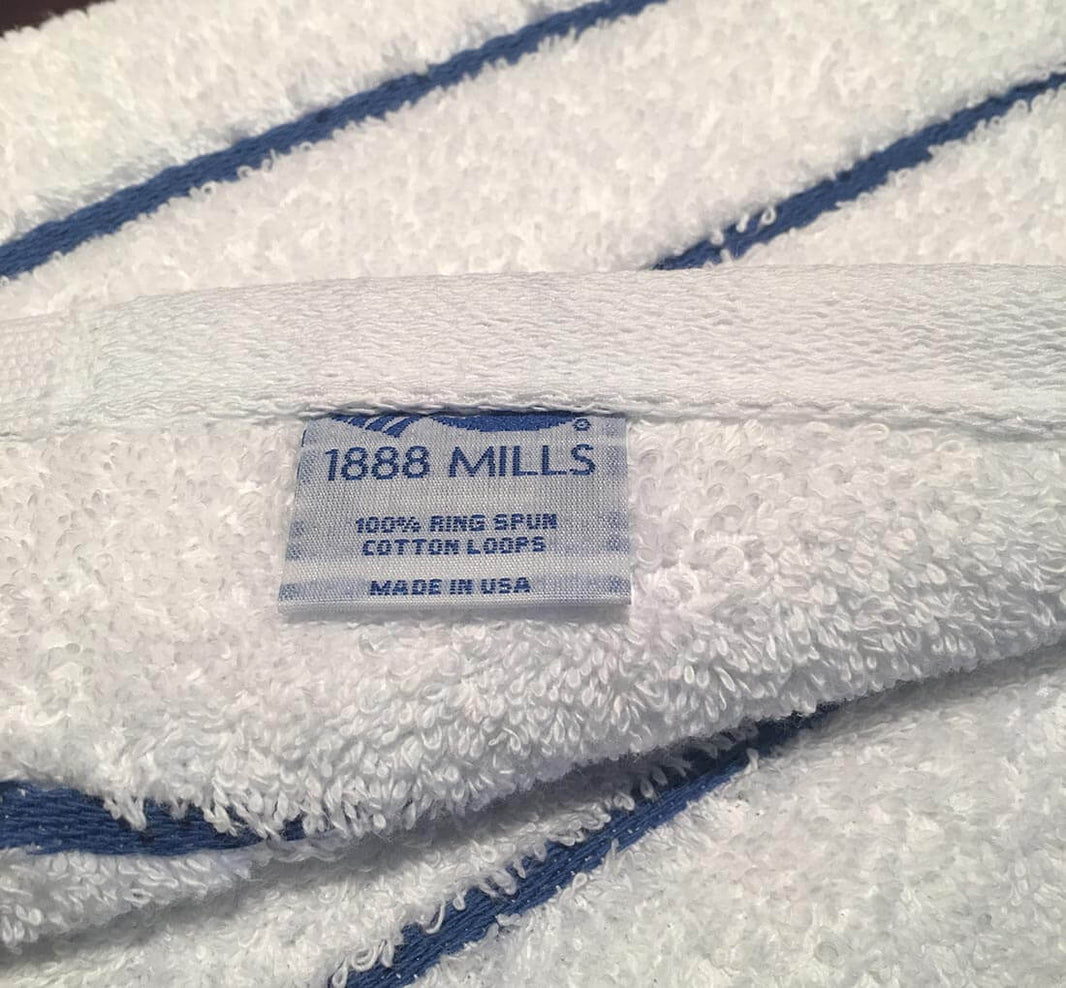 ®
1888 MILLS
100% RING SPUN
COTTON LOOPS
MADE IN USA